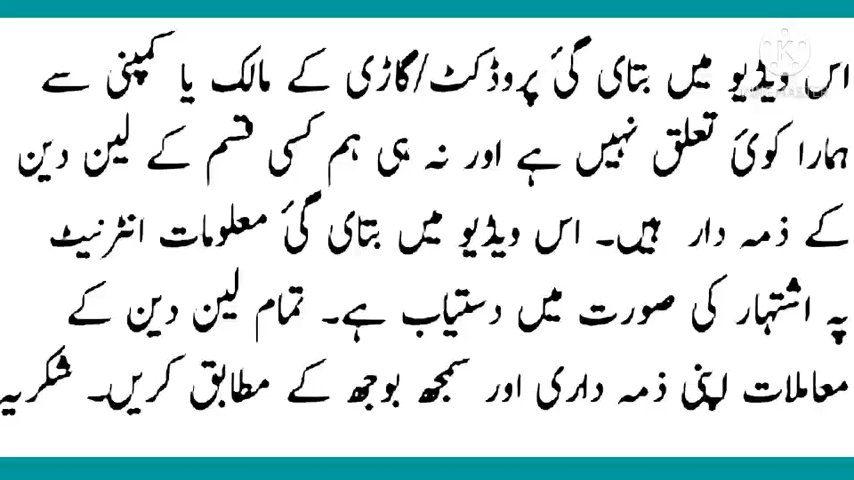 اس ویڈیو میں بتای گئ پروڈکٹ/گاڑی کے مالک یا کمپنی سے
ہمارا کوئ تعلق نہیں ہے اور نہ ہی ہم کسی قسم کے لین دین
کے ذمہ دار ہیں۔ اس ویڈیو میں بتای گئ معلومات انٹرنیٹ
پہ اشتہار کی صورت میں دستیاب ہے۔ تمام لین دین کے
معاملات اپنی ذمہ داری اور سمجھ بوجھ کے مطابق کریں۔ شکریہ